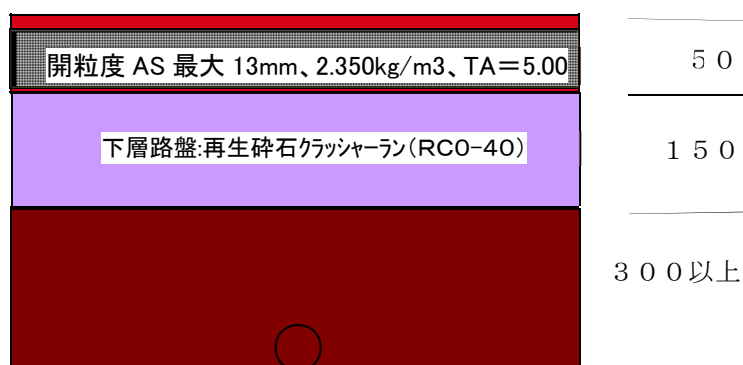 開粒度 AS 最大 13mm、2.350kg/m3、TA＝5.00
５０
下層路盤:再生砕石ｸﾗｯｼｬｰﾗﾝ（RC0-40）
１５０
３００以上